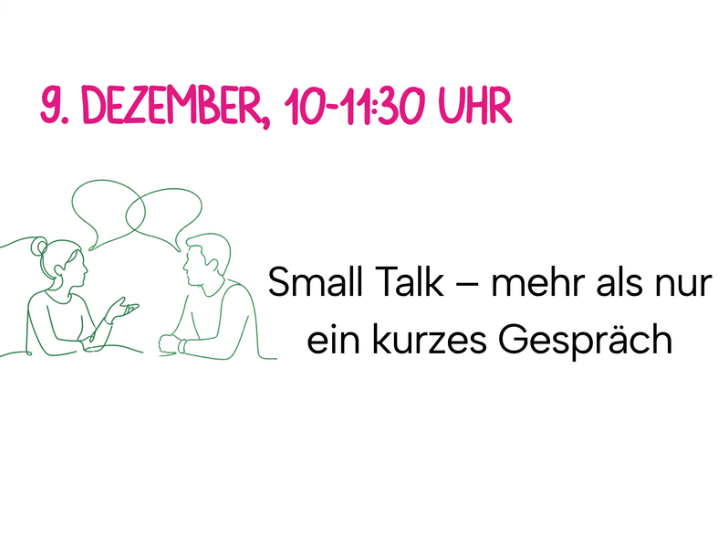 9. DEZEMBER, 10-11:30 UHR
Small Talk – mehr als nur
ein kurzes Gespräch